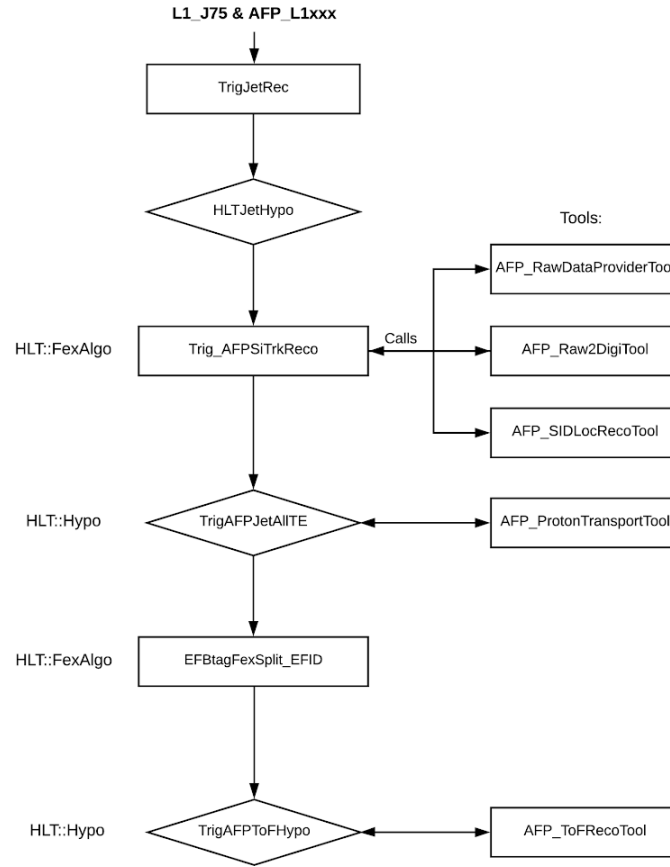 L1_J75 & AFP_L1xxx
TrigJetRec
HLTJetHypo
Tools:
AFP_RawDataProviderTool
HLT::FexAlgo
Trig_AFPSiTrkReco
Calls
AFP_Raw2DigiTool
AFP_SIDLocRecoTool
HLT::Hypo
TrigAFPJetAllTE
AFP_ProtonTransportTool
HLT::FexAlgo
EFBtagFexSplit_EFID
HLT::Hypo
TrigAFPToFHypo
AFP_ToFRecoTool